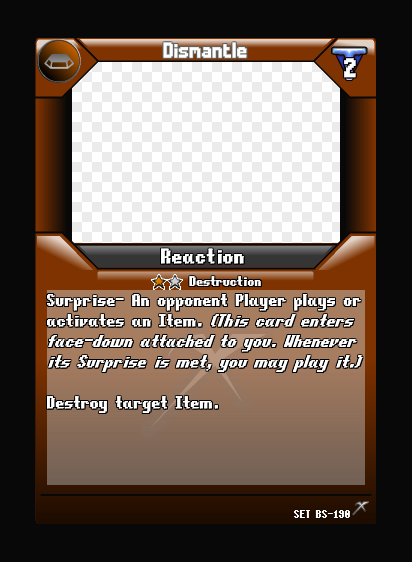 Dismantle
2
Reaction
Destruction
Surprise- An opponent Player plays or
activates an Item. (This card enters
face-down attached to you. Whenever
its Surprise is met, you may play it.)
Destroy target Item.
SET BS-190